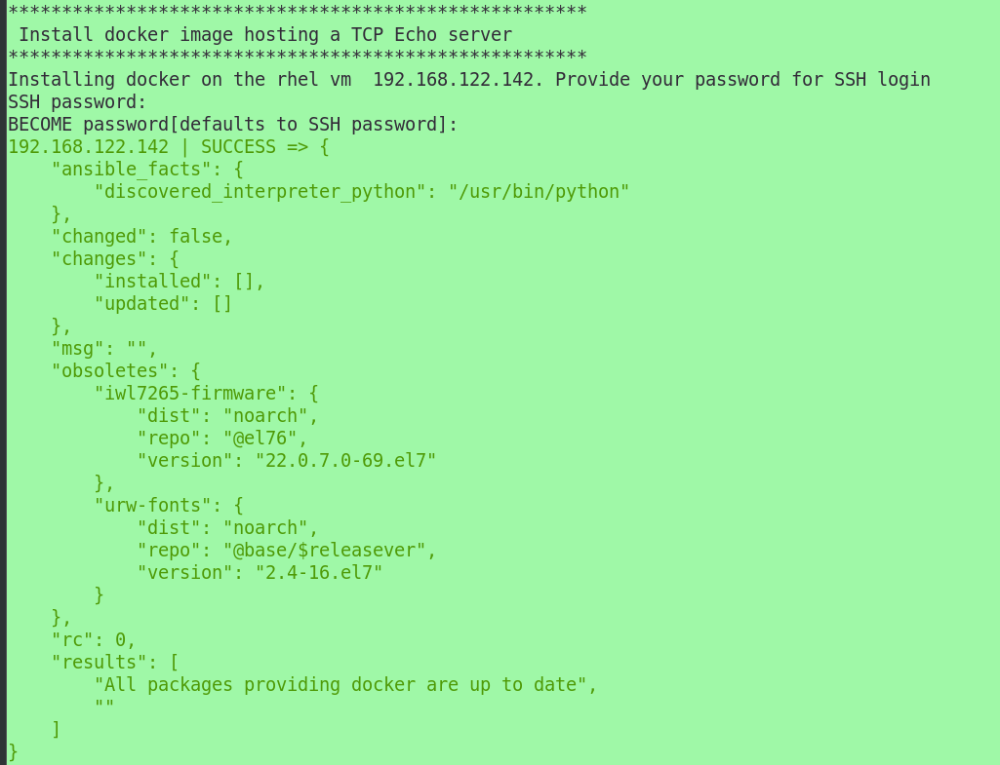 ******************************************************
 Install docker image hosting a TCP Echo server
******************************************************
Installing docker on the rhel vm  192.168.122.142. Provide your password for SSH login
SSH password:
BECOME password[defaults to SSH password]:
192.168.122.142 | SUCCESS => {
    "ansible_facts": {
        "discovered_interpreter_python": "/usr/bin/python"
    },
    "changed": false,
    "changes": {
        "installed": [],
        "updated": []
    },
    "msg": "",
    "obsoletes": {
        "iwl7265-firmware": {
            "dist": "noarch",
            "repo": "@el76",
            "version": "22.0.7.0-69.el7"
        },
        "urw-fonts": {
            "dist": "noarch",
            "repo": "@base/$releasever",
            "version": "2.4-16.el7"
        }
    },
    "rc": 0,
    "results": [
        "All packages providing docker are up to date",
        ""
    ]
}